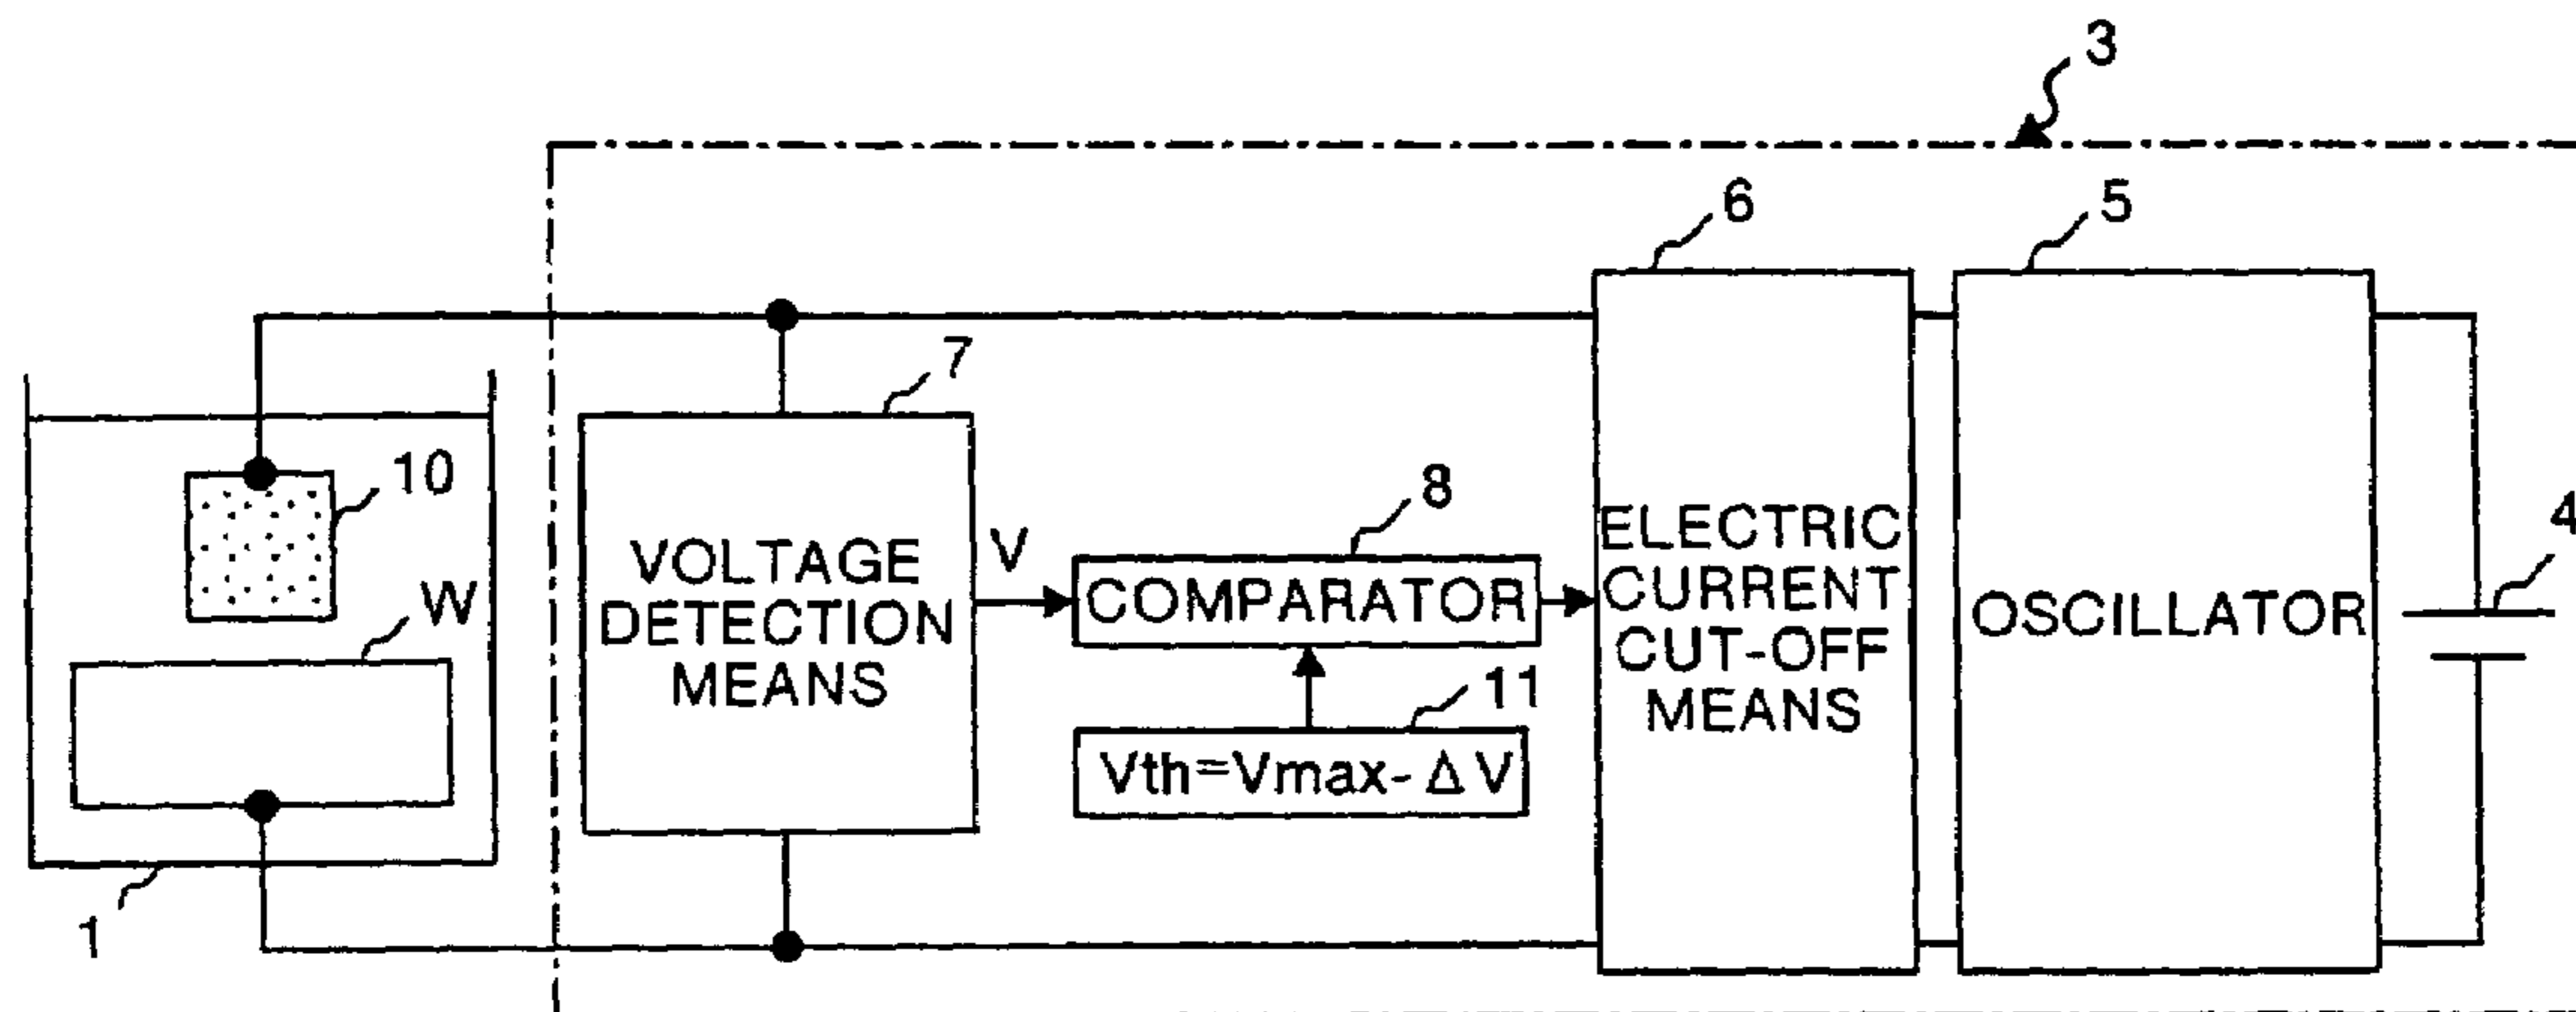 3
6
5
7
10
8
4
V
W
VOLTAGE
DETECTION
MEANS
COMPARATOR
ELECTRIC
CURRENT
CUT-OFF
MEANS
OSCILLATOR
11
Vth=Vmax-ΔV
1